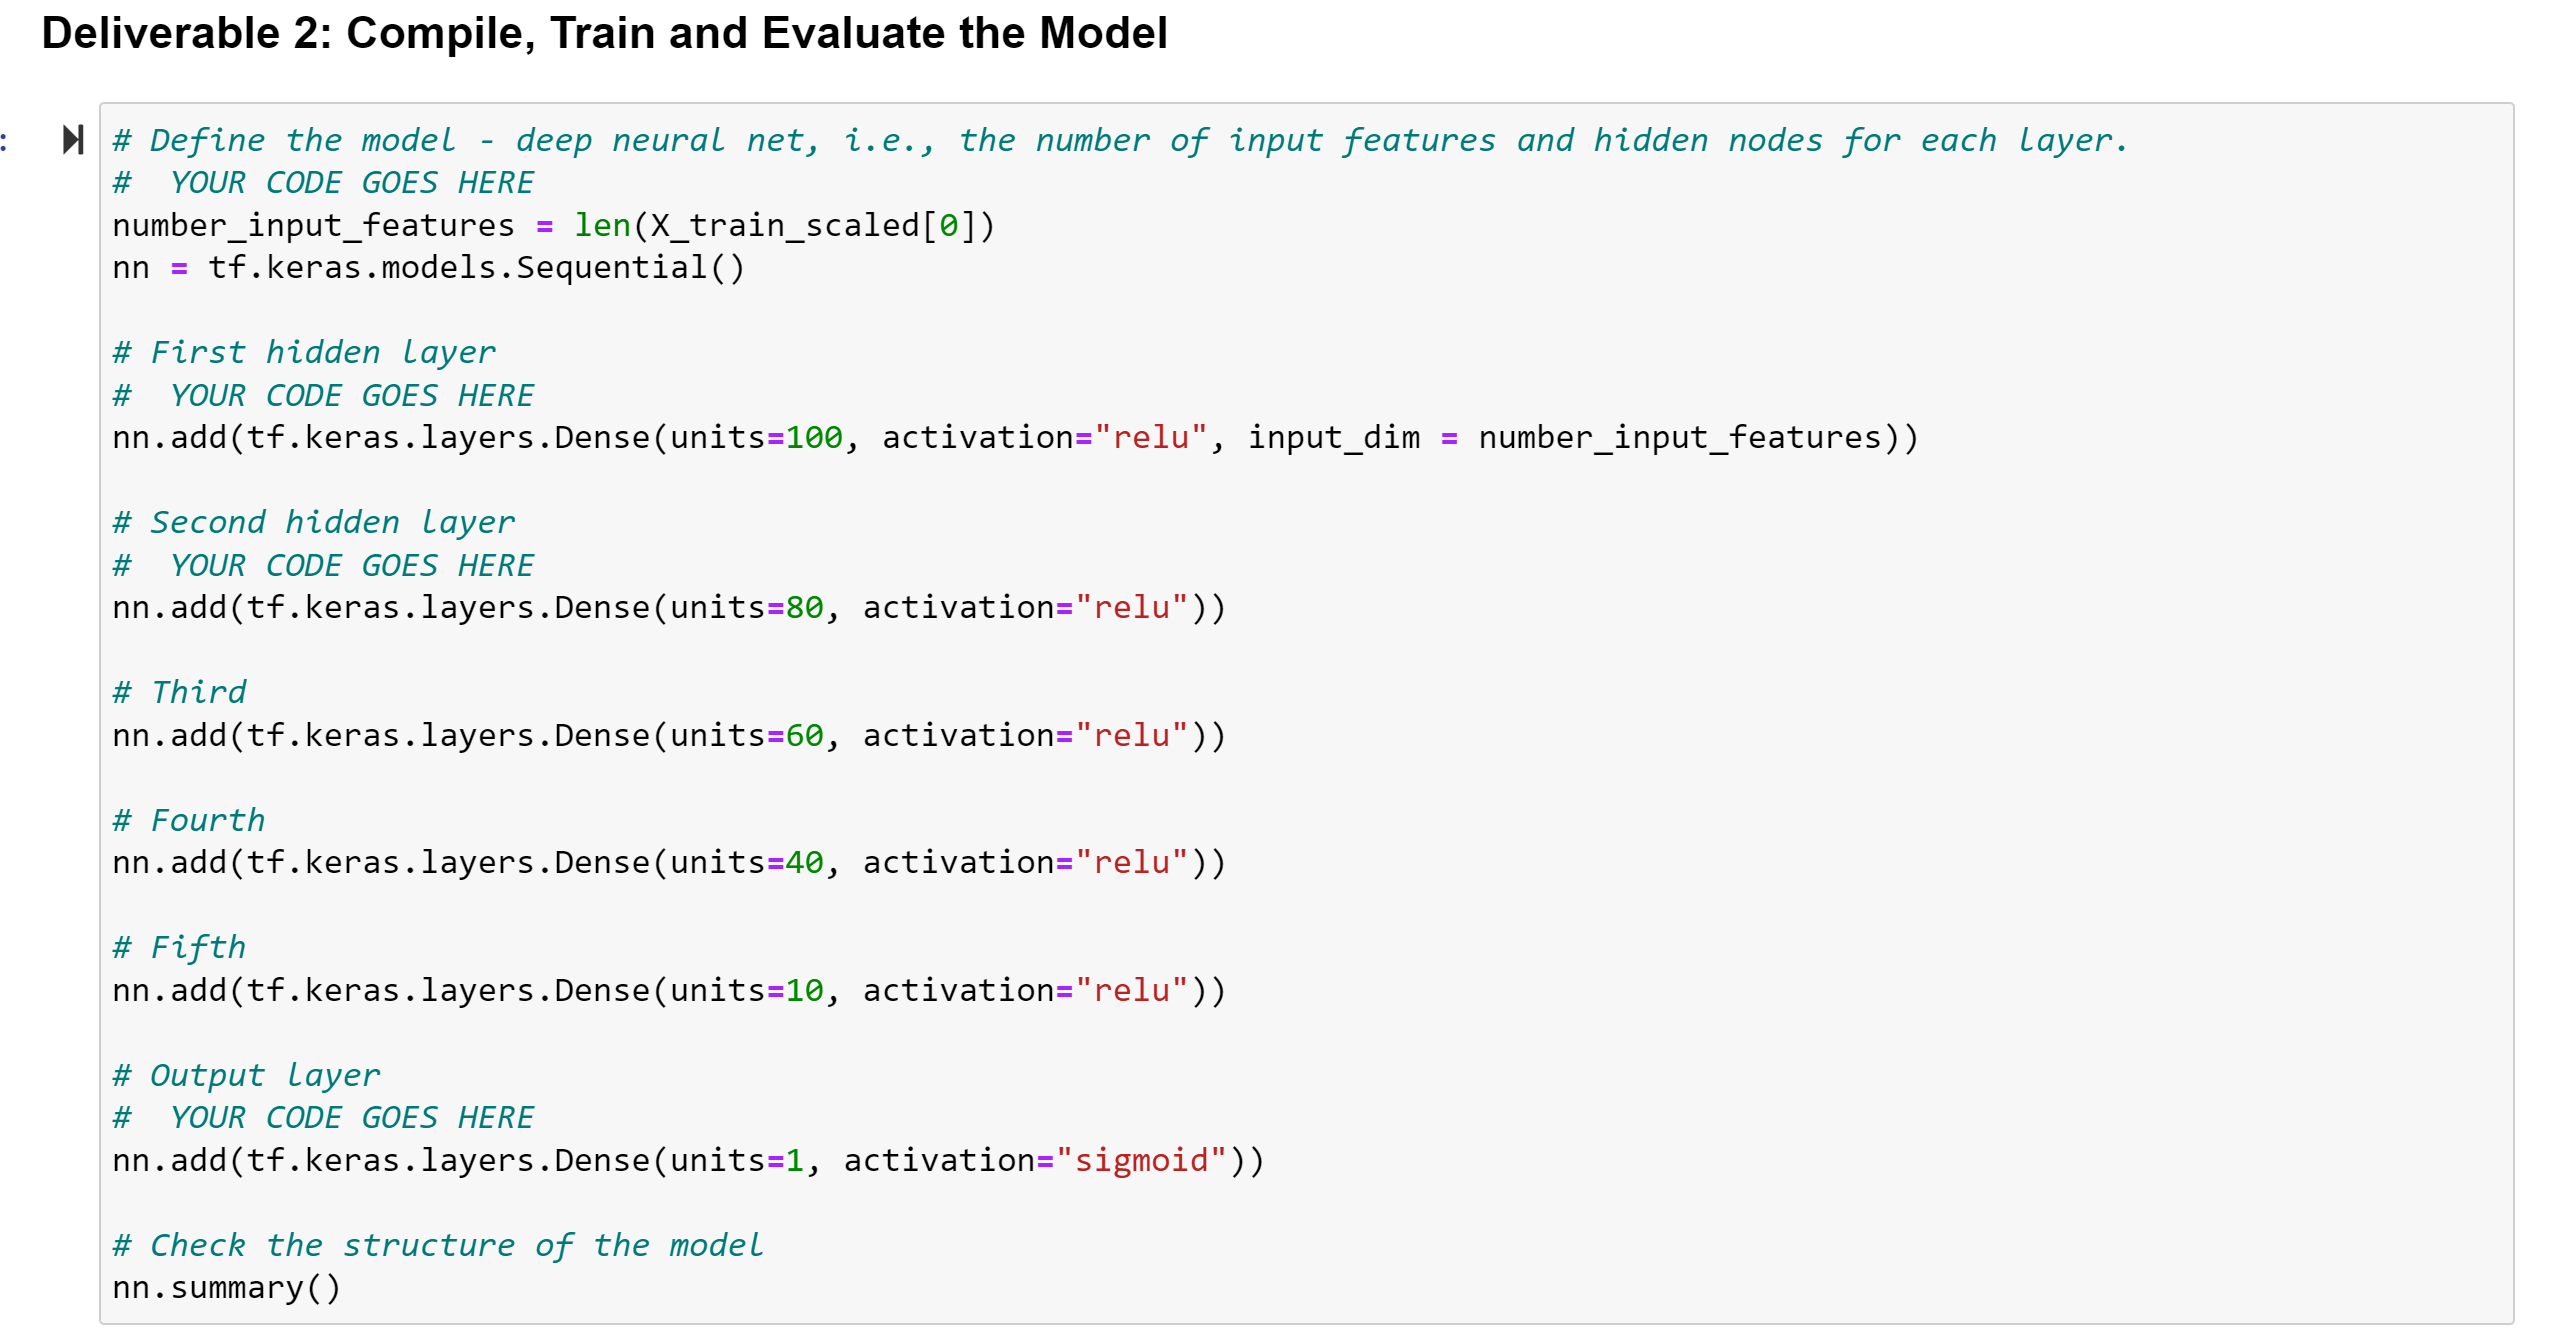 Deliverable 2: Compile, Train and Evaluate the Model
:
# Define the model - deep neural net, i.e., the number of input features and hidden nodes for each layer.
#  YOUR CODE GOES HERE
number_input_features = len(X_train_scaled[0])
nn = tf.keras.models.Sequential()
# First hidden layer
#  YOUR CODE GOES HERE
nn.add(tf.keras.layers.Dense(units=100, activation="relu", input_dim = number_input_features))
# Second hidden layer
#  YOUR CODE GOES HERE
nn.add(tf.keras.layers.Dense(units=80, activation="relu"))
# Third
nn.add(tf.keras.layers.Dense(units=60, activation="relu"))
# Fourth
nn.add(tf.keras.layers.Dense(units=40, activation="relu"))
# Fifth
nn.add(tf.keras.layers.Dense(units=10, activation="relu"))
# Output layer
#  YOUR CODE GOES HERE
nn.add(tf.keras.layers.Dense(units=1, activation="sigmoid"))
# Check the structure of the model
nn.summary()